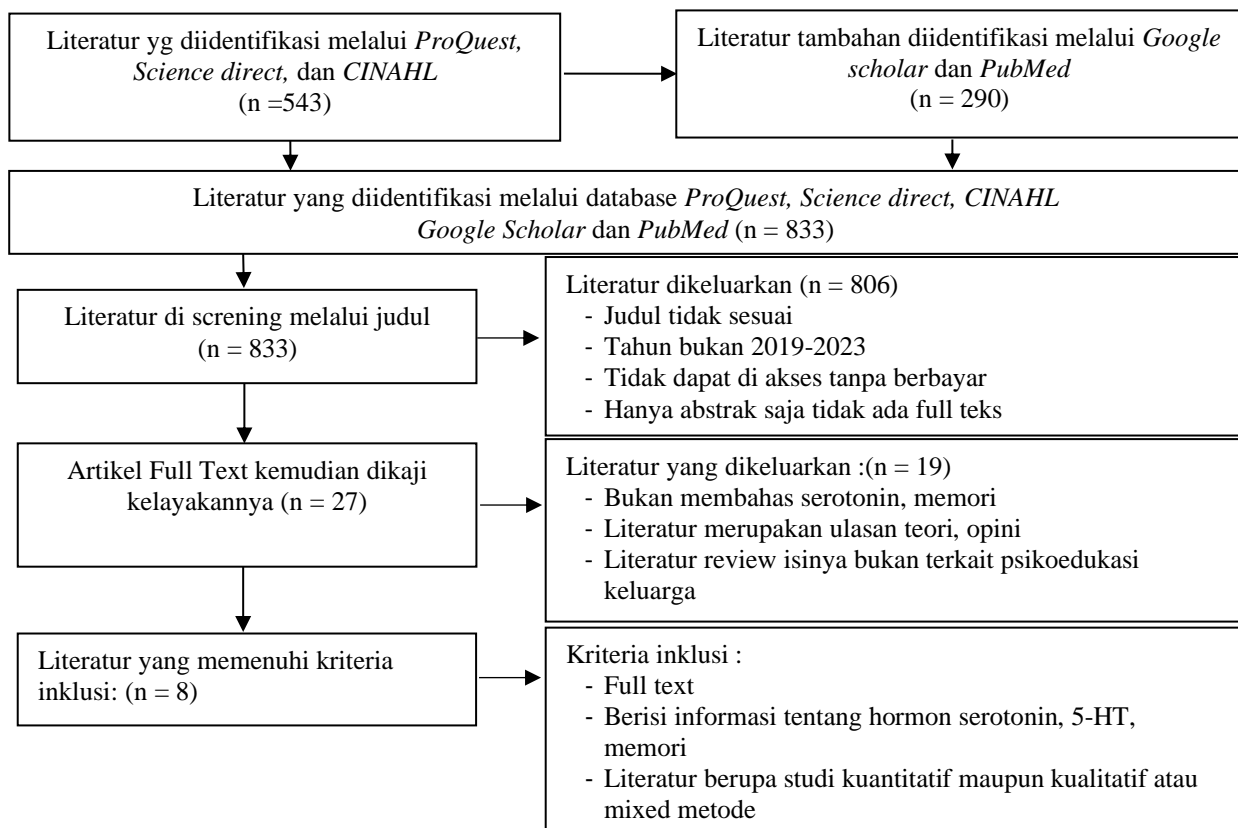 Literatur yg diidentifikasi melalui ProQuest,
Science direct, dan CINAHL
(n =543)
Literatur tambahan diidentifikasi melalui Google
scholar dan PubMed
(n = 290)
Literatur yang diidentifikasi melalui database ProQuest, Science direct, CINAHL
Google Scholar dan PubMed (n = 833)
Literatur di screning melalui judul
(n = 833)
Literatur dikeluarkan (n = 806)
- Judul tidak sesuai
- Tahun bukan 2019-2023
- Tidak dapat di akses tanpa berbayar
- Hanya abstrak saja tidak ada full teks
Artikel Full Text kemudian dikaji
kelayakannya (n = 27)
Literatur yang dikeluarkan :(n = 19)
- Bukan membahas serotonin, memori
- Literatur merupakan ulasan teori, opini
- Literatur review isinya bukan terkait psikoedukasi
keluarga
Literatur yang memenuhi kriteria
inklusi: (n = 8)
Kriteria inklusi :
- Full text
- Berisi informasi tentang hormon serotonin, 5-HT,
memori
- Literatur berupa studi kuantitatif maupun kualitatif atau
mixed metode